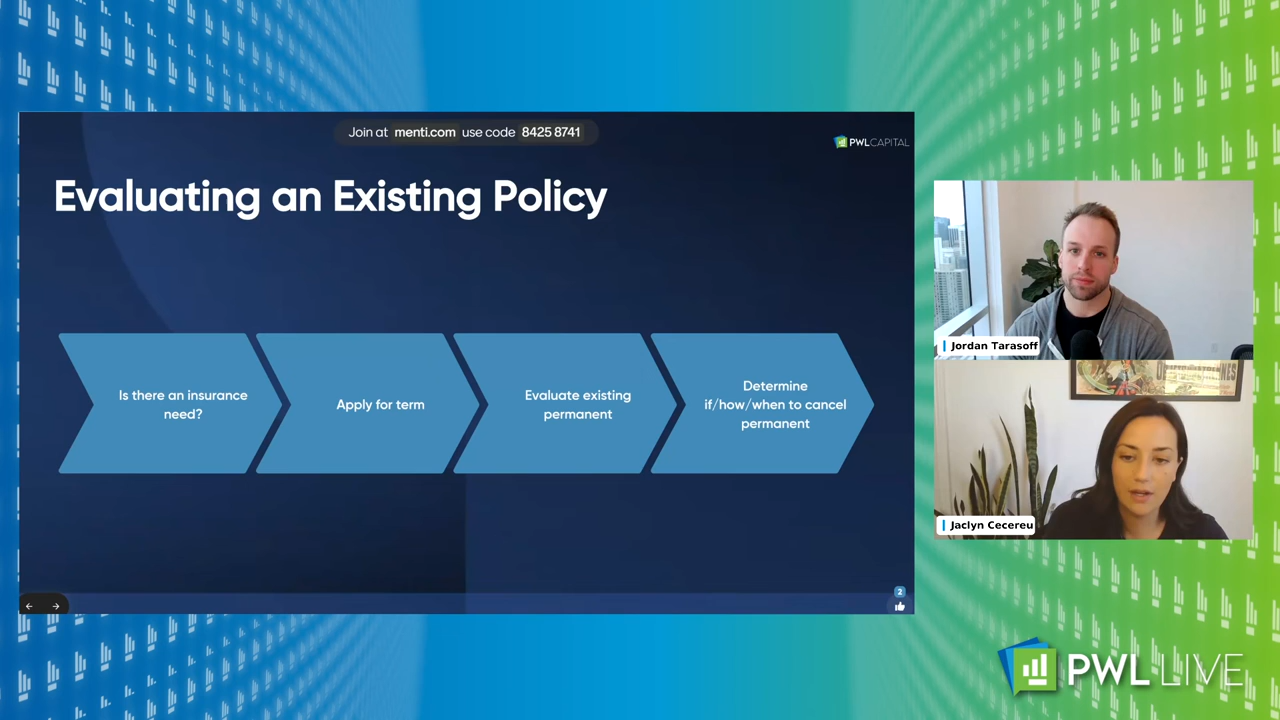 Join at menti.com use code 8425 8741
PWL CAPITAL
Evaluating an Existing Policy
Is there an insurance
need?
Apply for term
Evaluate existing
permanent
Determine
if/how/when to cancel
permanent
2
Jordan Tarasoff
Jaclyn Cecereu
PWL LIVE